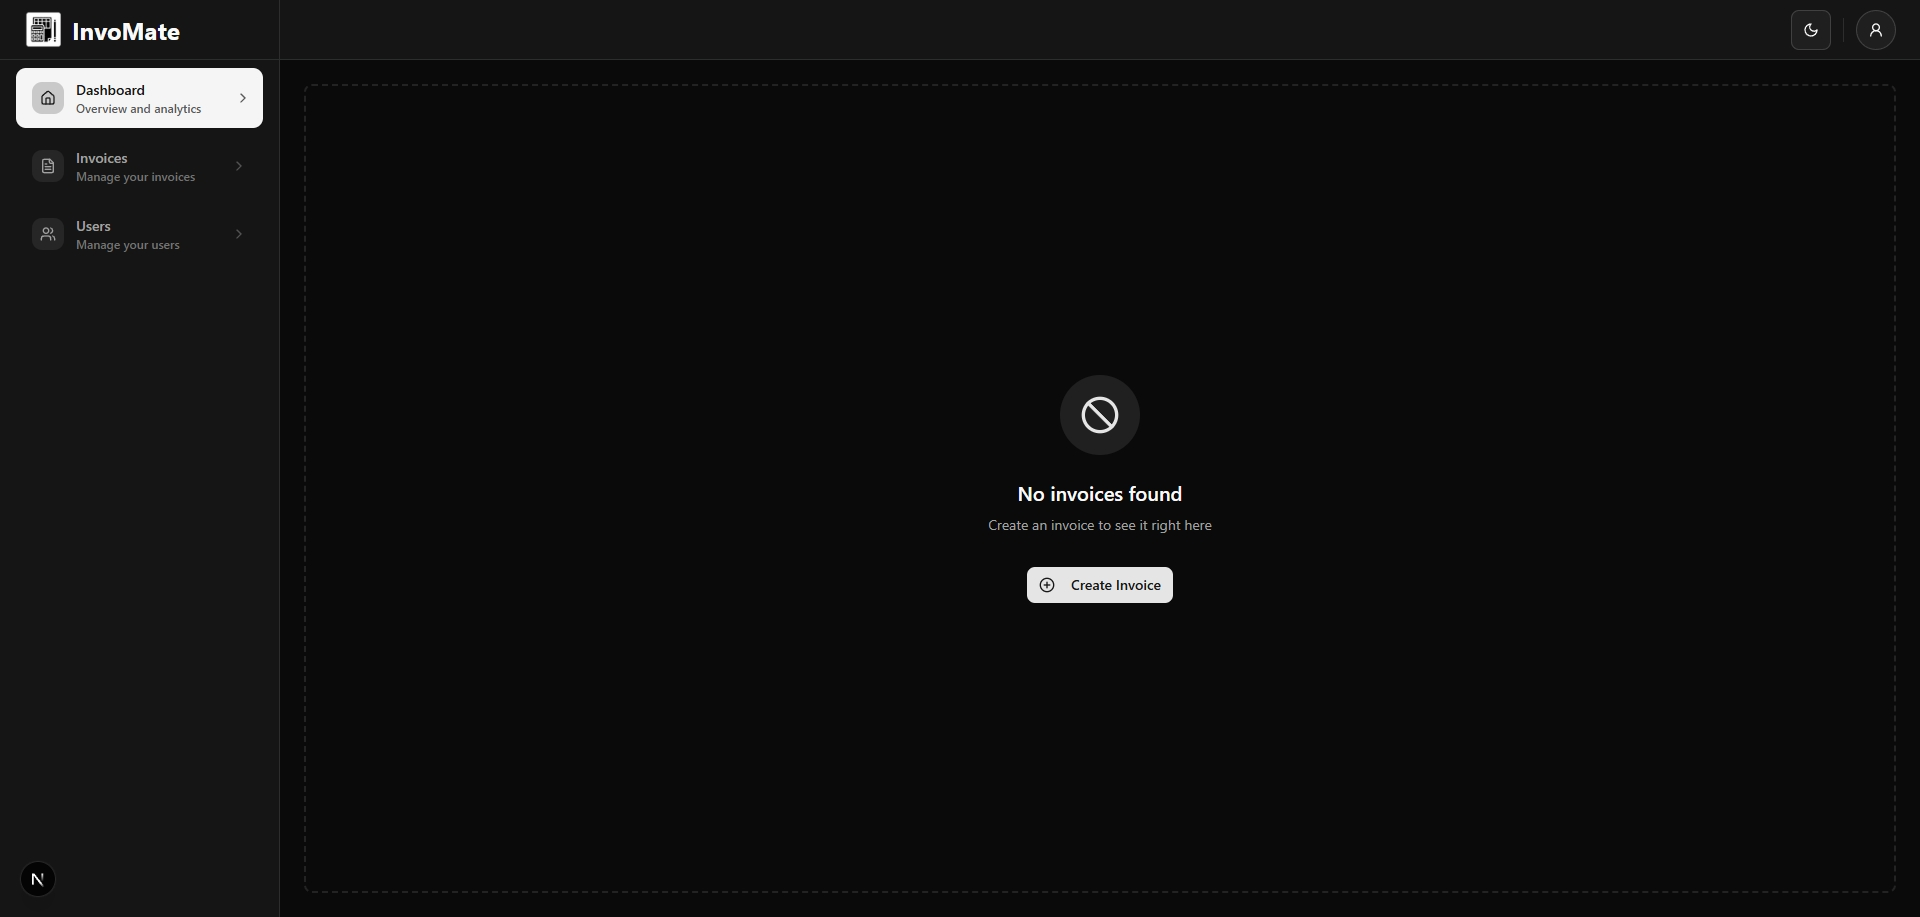 InvoMate
Dashboard
Overview and analytics
Invoices
Manage your invoices
Users
Manage your users
No invoices found
Create an invoice to see it right here
Create Invoice
N